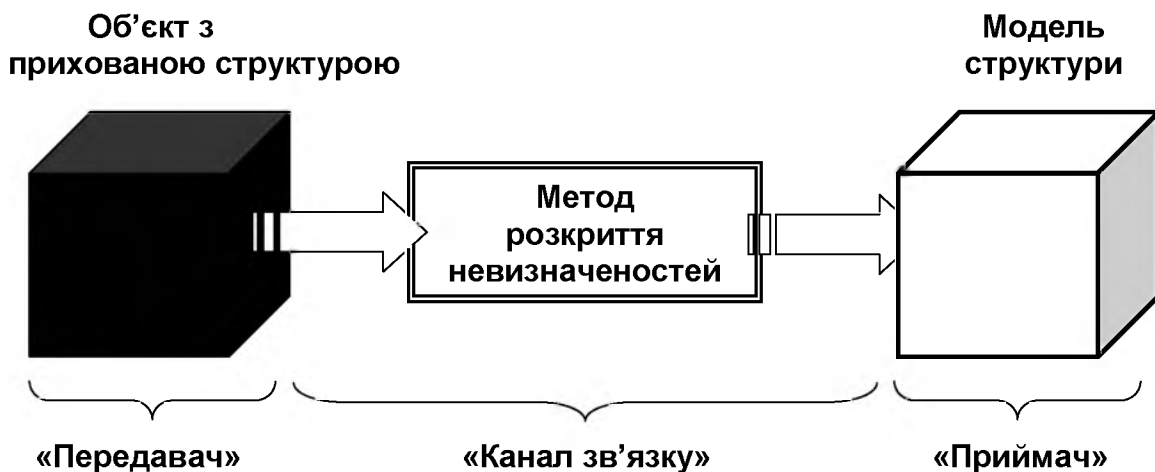 Об’єкт з
прихованою структурою
Модель
структури
Метод
розкриття
невизначеностей
«Передавач»
«Канал зв’язку»
«Приймач»